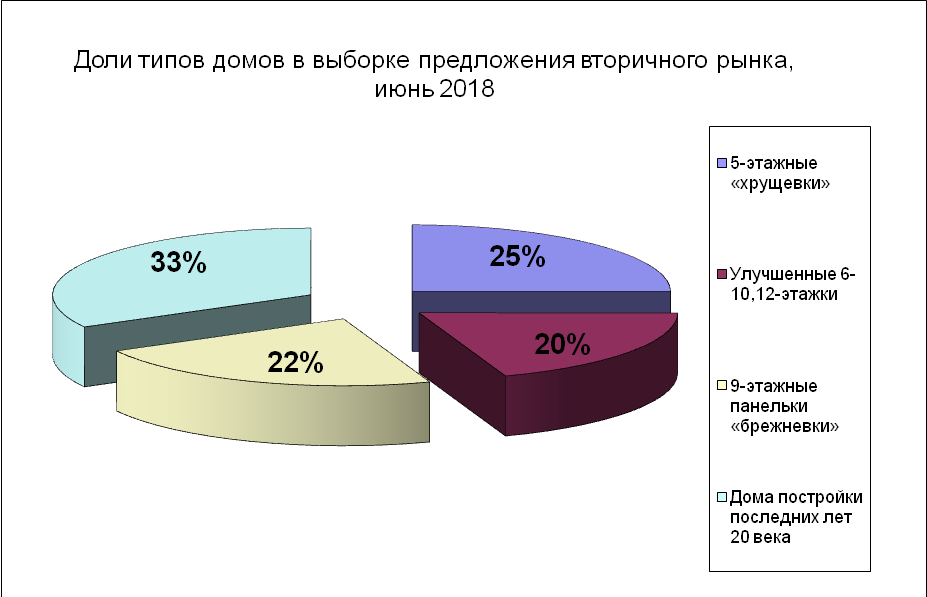 Доли типов домов в выборке предложения вторичного рынка,
июнь 2018
33%
25%
20%
22%
5-этажные
«хрущевки»
Улучшенные 6-
10,12-этажки
9-этажные
панельки
«брежневки»
Дома постройки
последних лет
20 века